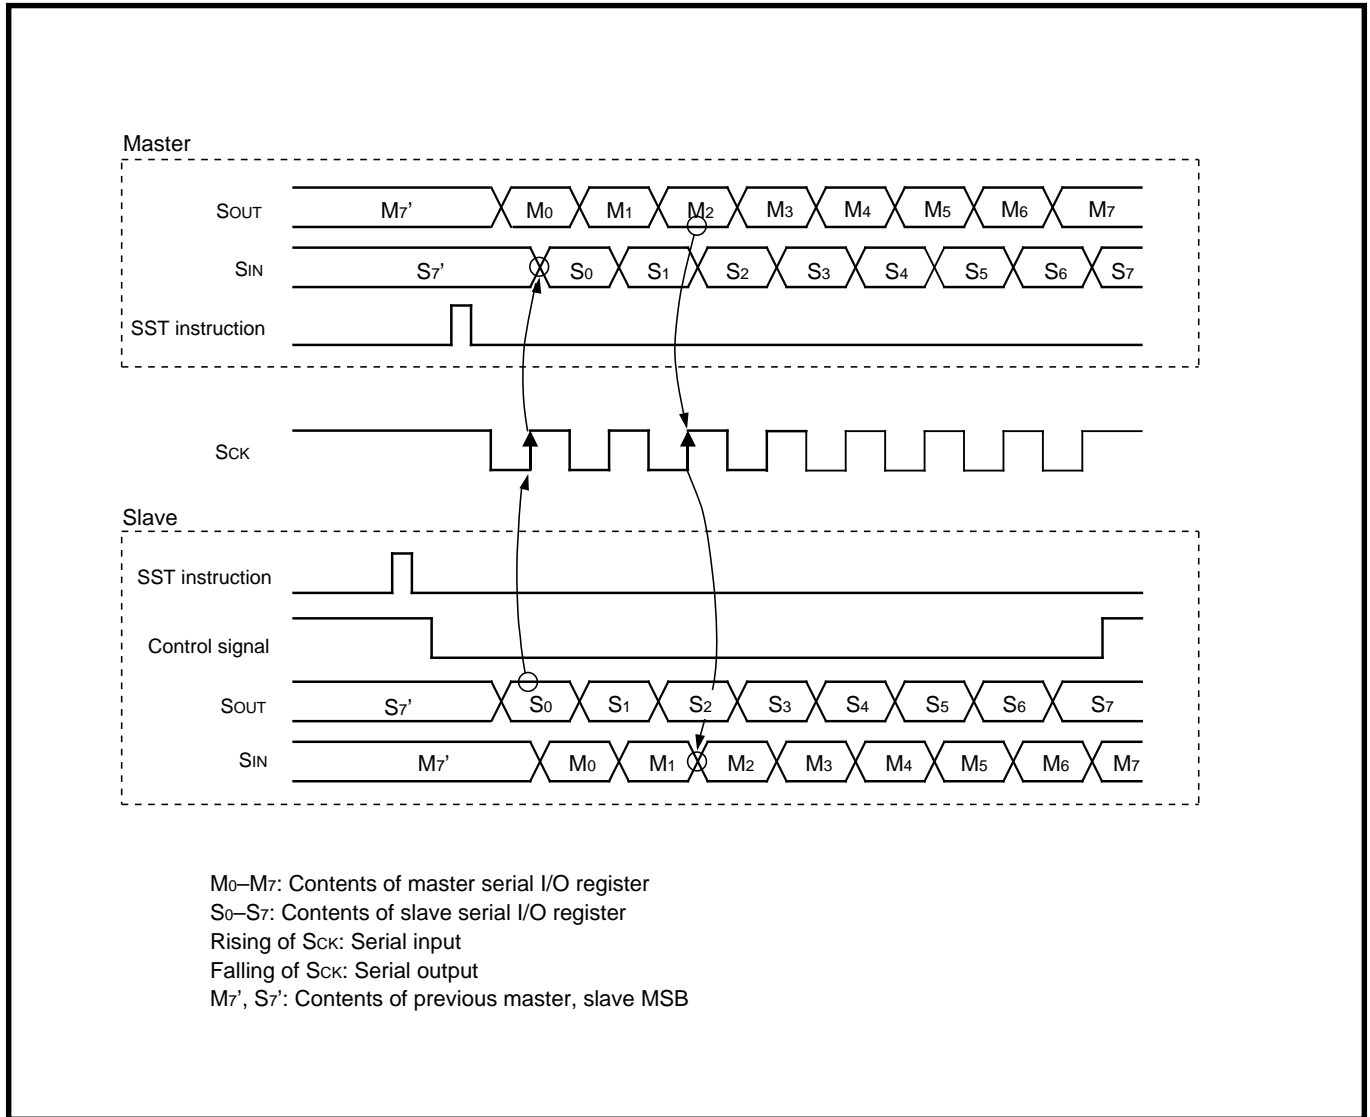 Master
SOUT M7’ M0 M1 M2 M3 M4 M5 M6 M7
SIN S7’ S0 S1 S2 S3 S4 S5 S6 S7
SST instruction
SCK
Slave
SST instruction
Control signal
SOUT S7’ S0 S1 S2 S3 S4 S5 S6 S7
SIN M7’ M0 M1 M2 M3 M4 M5 M6 M7
M0–M7: Contents of master serial I/O register
S0–S7: Contents of slave serial I/O register
Rising of SCK: Serial input
Falling of SCK: Serial output
M7’, S7’: Contents of previous master, slave MSB